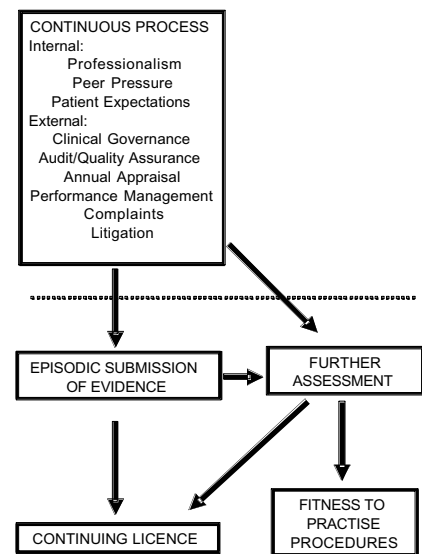 CONTINUOUS PROCESS
Internal:
Professionalism
Peer Pressure
Patient Expectations
External:
Clinical Governance
Audit/Quality Assurance
Annual Appraisal
Performance Management
Complaints
Litigation
EPISODIC SUBMISSION
OF EVIDENCE
FURTHER
ASSESSMENT
CONTINUING LICENCE
FITNESS TO
PRACTISE
PROCEDURES